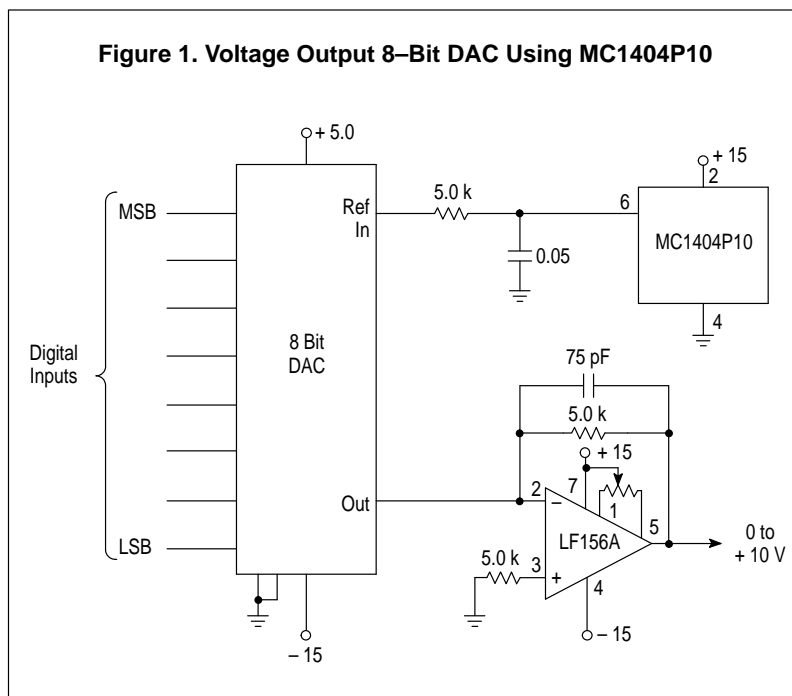 Figure 1. Voltage Output 8–Bit DAC Using MC1404P10
+ 5.0
+ 15
2
MSB
Ref
In
5.0 k
6
MC1404P10
0.05
4
Digital
Inputs
8 Bit
DAC
75 pF
5.0 k
+ 15
Out
2
–
7
1
5
LF156A
0 to
+ 10 V
LSB
5.0 k
3
+
4
– 15
– 15